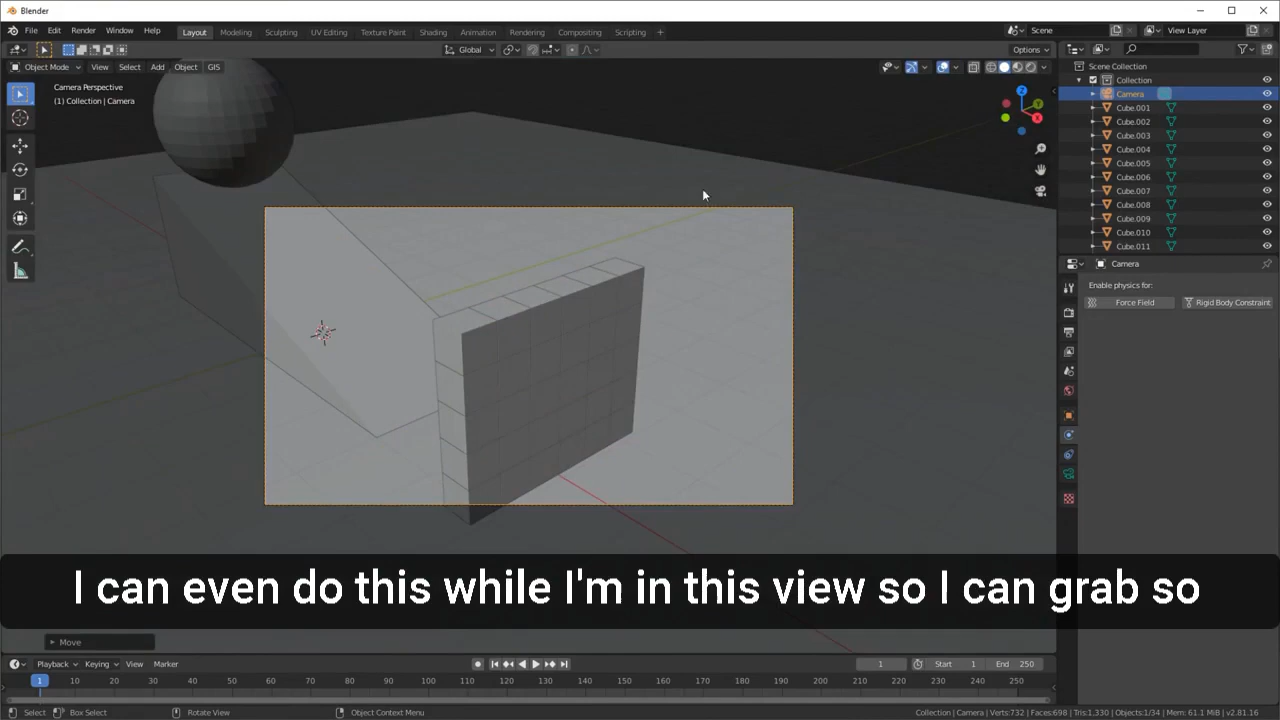 Blender
File Edit Render Window Help Layout Modeling Sculpting UV Editing Texture Paint Shading Animation Rendering Compositing Scripting + Scene View Layer
Global Options
Object Mode View Select Add Object GIS
Camera Perspective
(1) Collection | Camera
Z
Y
X
Scene Collection
Collection
Camera
Cube.001
Cube.002
Cube.003
Cube.004
Cube.005
Cube.006
Cube.007
Cube.008
Cube.009
Cube.010
Cube.011
Camera
Enable physics for:
Force Field Rigid Body Constraint
I can even do this while I'm in this view so I can grab so
Move
Playback Keying View Marker 1 Start 1 End 250
1 10 20 30 40 50 60 70 80 90 100 110 120 130 140 150 160 170 180 190 200 210 220 230 240 250
Select Box Select Rotate View Object Context Menu Collection | Camera | Verts:732 | Faces:698 | Tris:1,330 | Objects:1/34 | Mem: 61.1 MiB | v2.81.16